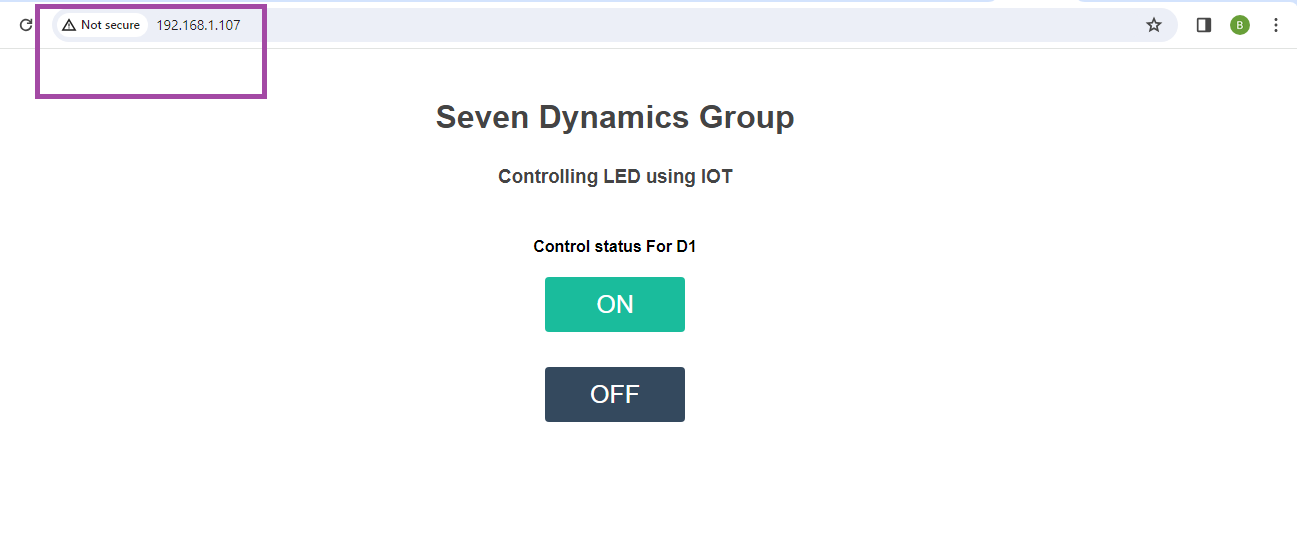 Not secure 192.168.1.107
B
Seven Dynamics Group
Controlling LED using IOT
Control status For D1
ON
OFF